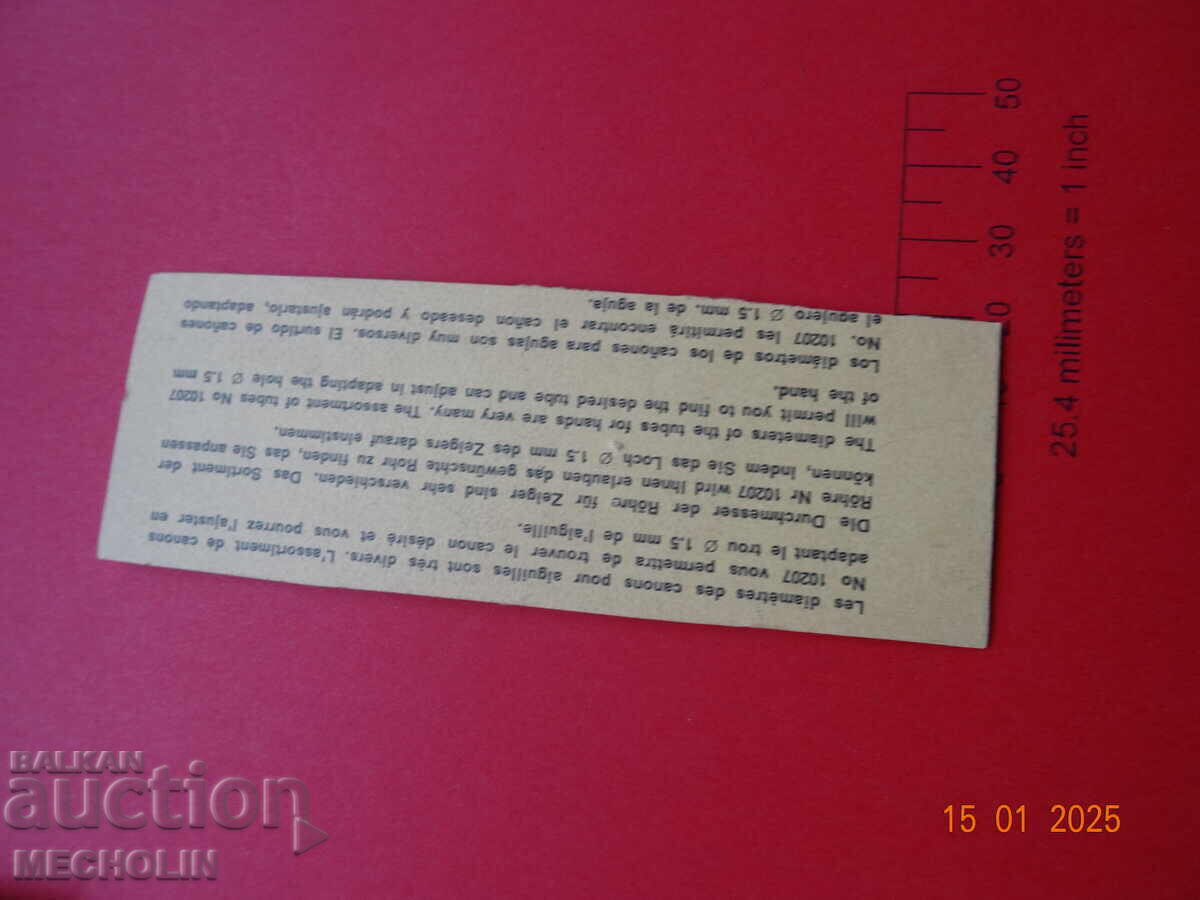 Les diamètres des canons pour aiguilles sont très divers. L'assortiment de canons
No 10207 vous permettra de trouver le canon désiré et vous pourrez l'ajuster en
adaptant le trou Ø 1.5 mm de l'aiguille.
Die Durchmesser der Röhre für Zeiger sind sehr verschieden. Das Sortiment der
Röhre Nr 10207 wird Ihnen erlauben das gewünschte Rohr zu finden, das Sie anpassen
können, indem Sie das Loch Ø 1.5 mm des Zeigers darauf einstimmen.
The diameters of the tubes for hands are very many. The assortment of tubes No 10207
will permit you to find the desired tube and can adjust in adapting the hole Ø 1.5 mm
of the hand.
Los diámetros de los cañones para agujas son muy diversos. El surtido de cañones
No. 10207 les permitirá encontrar el cañon deseado y podrán ajustario, adaptando
el agujero Ø 1.5 mm. de la aguja.
50
40
30
25.4 milimeters = 1 inch
BALKAN
auction
MECHOLIN
15 01 2025